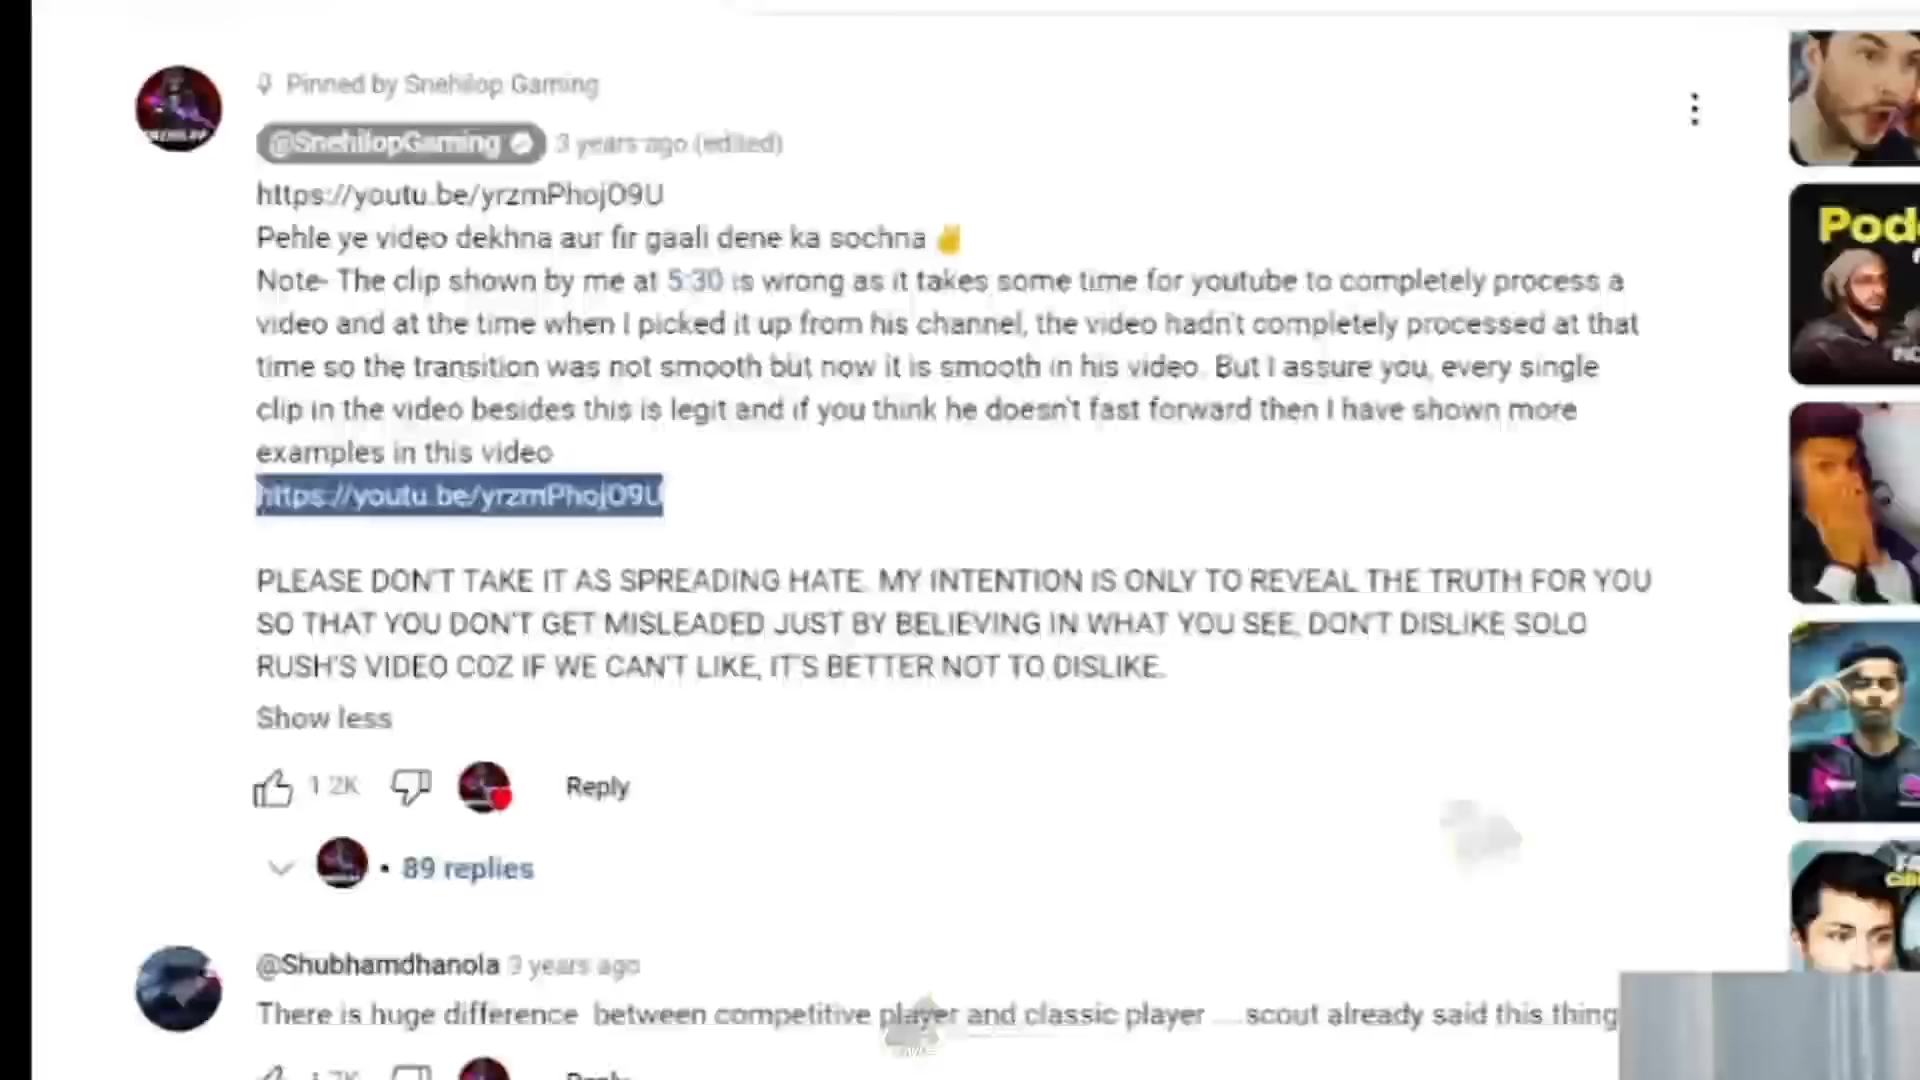 Pinned by Snehilop Gaming
@SnehilopGaming 3 years ago (edited)
https://youtu.be/yrzmPhojO9U
Pehle ye video dekhna aur fir gaali dene ka sochna ✌
Note- The clip shown by me at 5:30 is wrong as it takes some time for youtube to completely process a
video and at the time when I picked it up from his channel, the video hadn't completely processed at that
time so the transition was not smooth but now it is smooth in his video. But I assure you, every single
clip in the video besides this is legit and if you think he doesn't fast forward then I have shown more
examples in this video
https://youtu.be/yrzmPhojO9U
PLEASE DON'T TAKE IT AS SPREADING HATE. MY INTENTION IS ONLY TO REVEAL THE TRUTH FOR YOU
SO THAT YOU DON'T GET MISLEADED JUST BY BELIEVING IN WHAT YOU SEE, DON'T DISLIKE SOLO
RUSH'S VIDEO COZ IF WE CAN'T LIKE, IT'S BETTER NOT TO DISLIKE.
Show less
1.2K Reply
• 89 replies
@Shubhamdhanola 3 years ago
There is huge difference between competitive player and classic player ....scout already said this thing
1.7K Reply